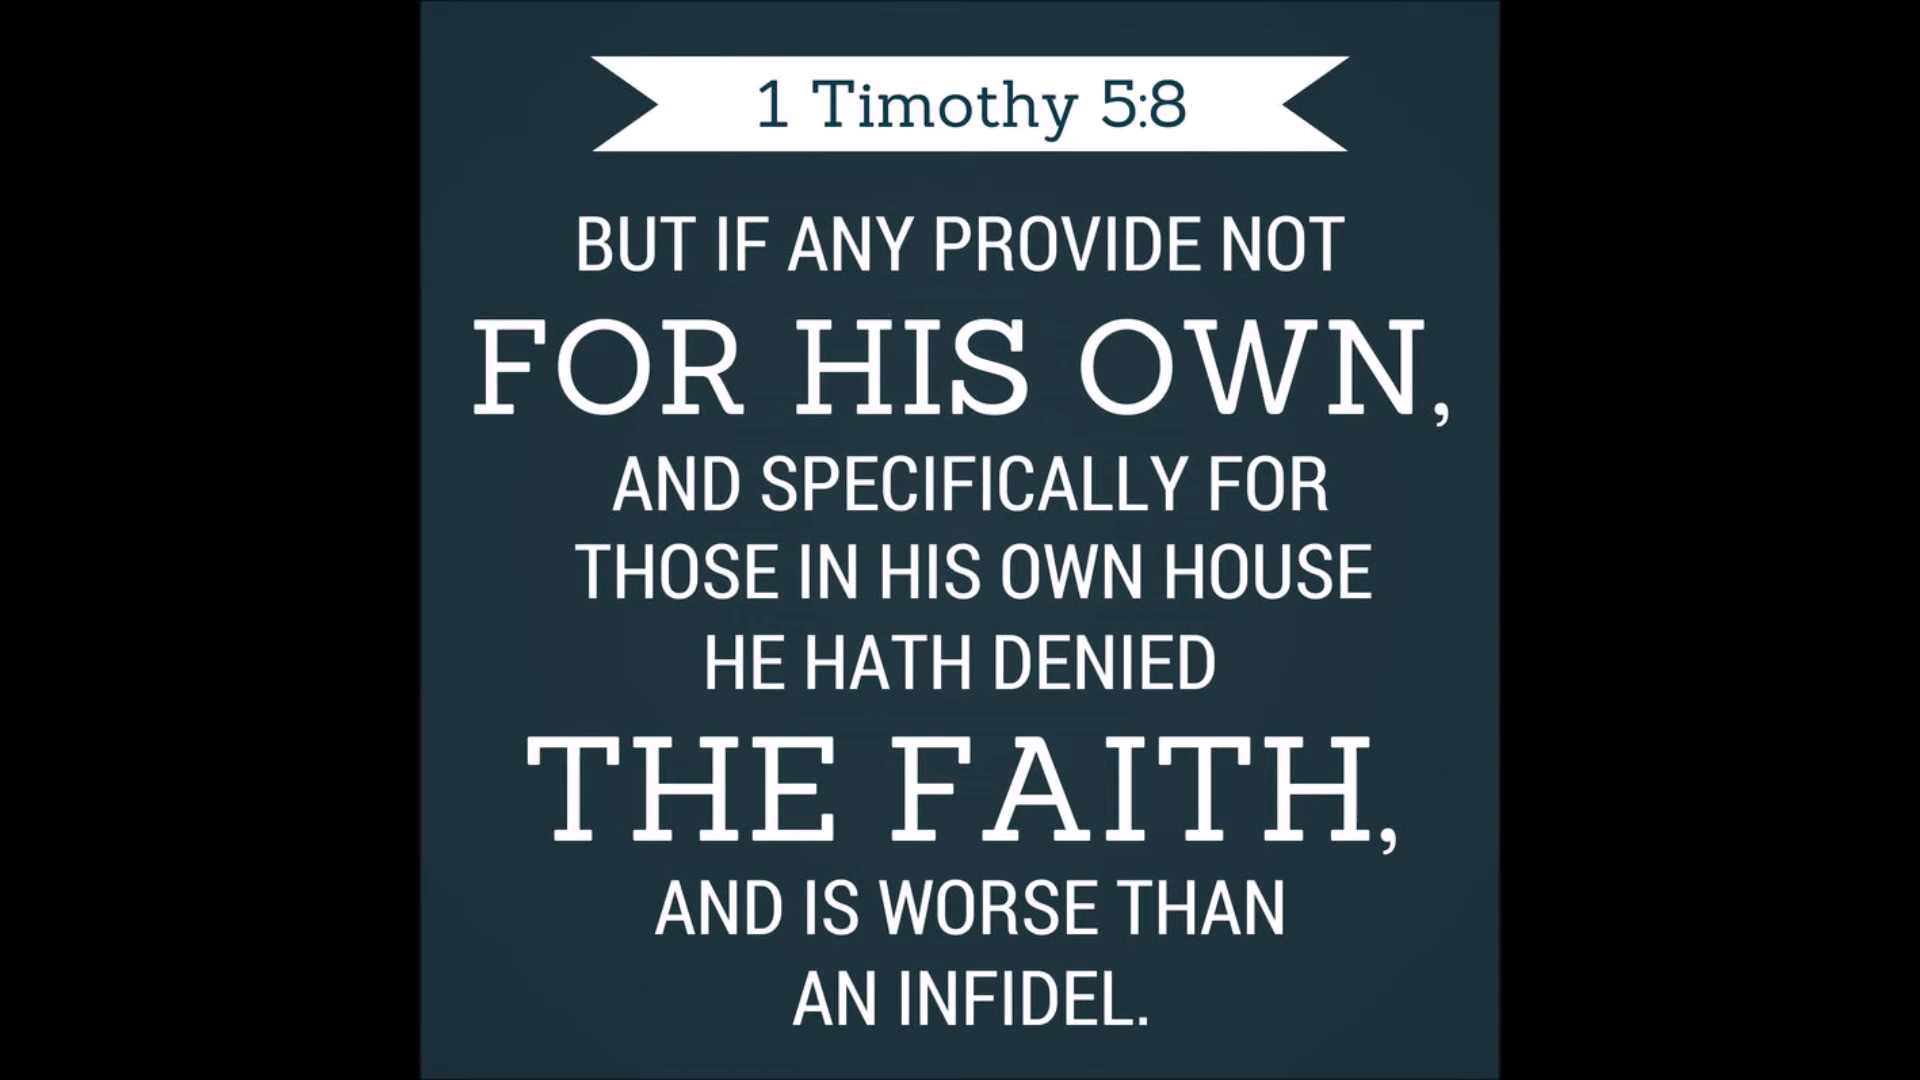 1 Timothy 5:8
BUT IF ANY PROVIDE NOT
FOR HIS OWN,
AND SPECIFICALLY FOR
THOSE IN HIS OWN HOUSE
HE HATH DENIED
THE FAITH,
AND IS WORSE THAN
AN INFIDEL.